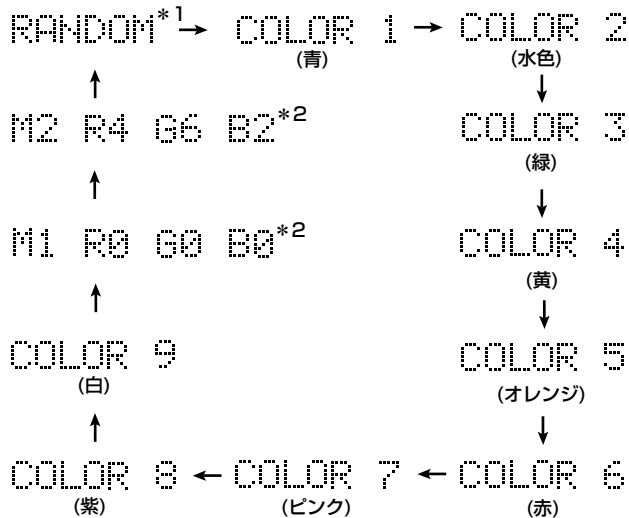 RANDOM*1 → COLOR 1 → COLOR 2
(青) (水色)
M2 R4 G6 B2*2 COLOR 3
(緑)
M1 R0 G0 B0*2 COLOR 4
(黄)
COLOR 9 COLOR 5
(白) (オレンジ)
COLOR 8 ← COLOR 7 ← COLOR 6
(紫) (ピンク) (赤)